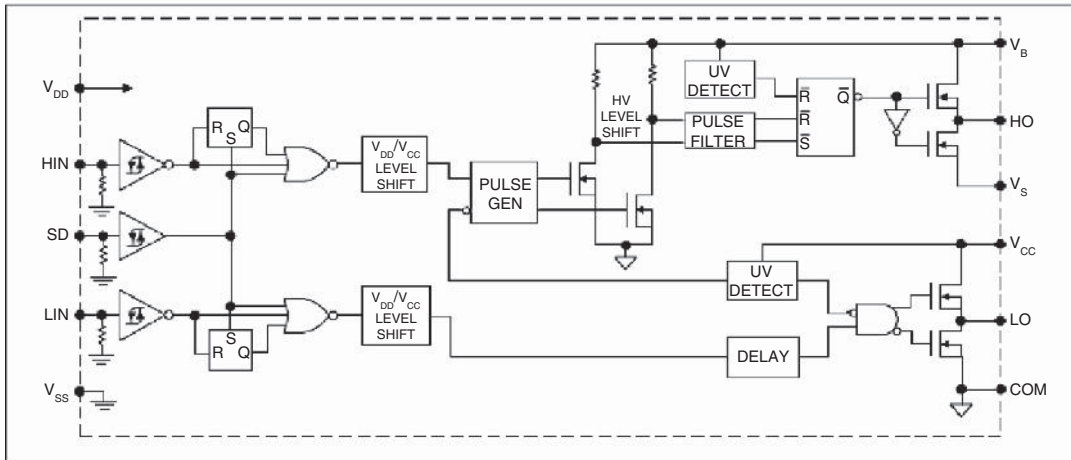 V_DD
HIN
SD
LIN
V_SS
R
S
Q
V_DD/V_CC
LEVEL
SHIFT
PULSE
GEN
HV
LEVEL
SHIFT
UV
DETECT
PULSE
FILTER
R̅
R̅
S̅
Q̅
V_B
HO
V_S
S
R
Q
V_DD/V_CC
LEVEL
SHIFT
UV
DETECT
DELAY
V_CC
LO
COM